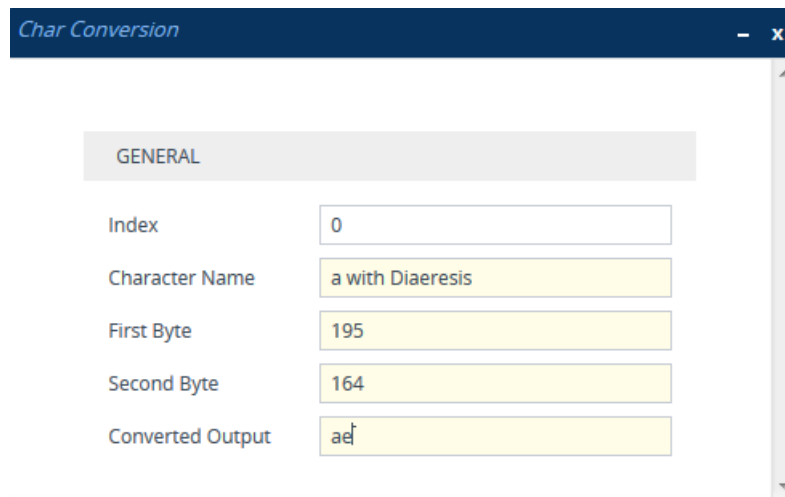 Char Conversion
GENERAL
Index 0
Character Name a with Diaeresis
First Byte 195
Second Byte 164
Converted Output ae